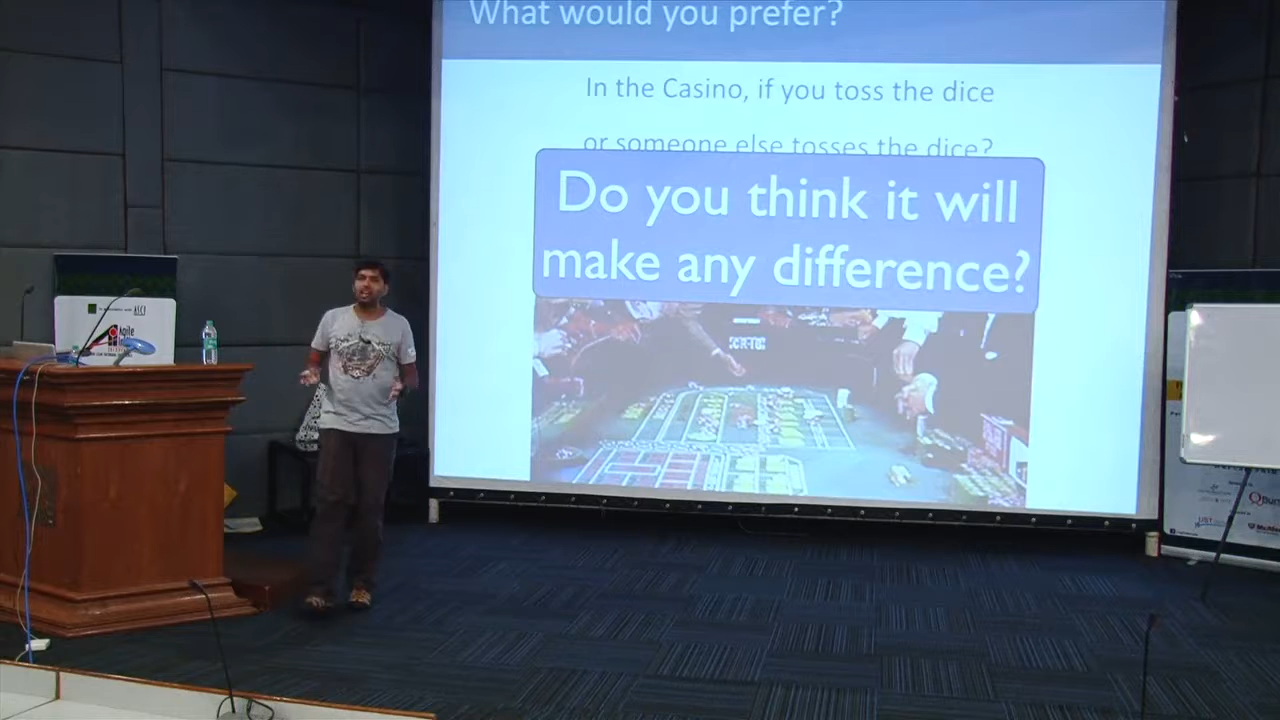 What would you prefer?
In the Casino, if you toss the dice
or someone else tosses the dice?
Do you think it will
make any difference?
ASCI
Agile